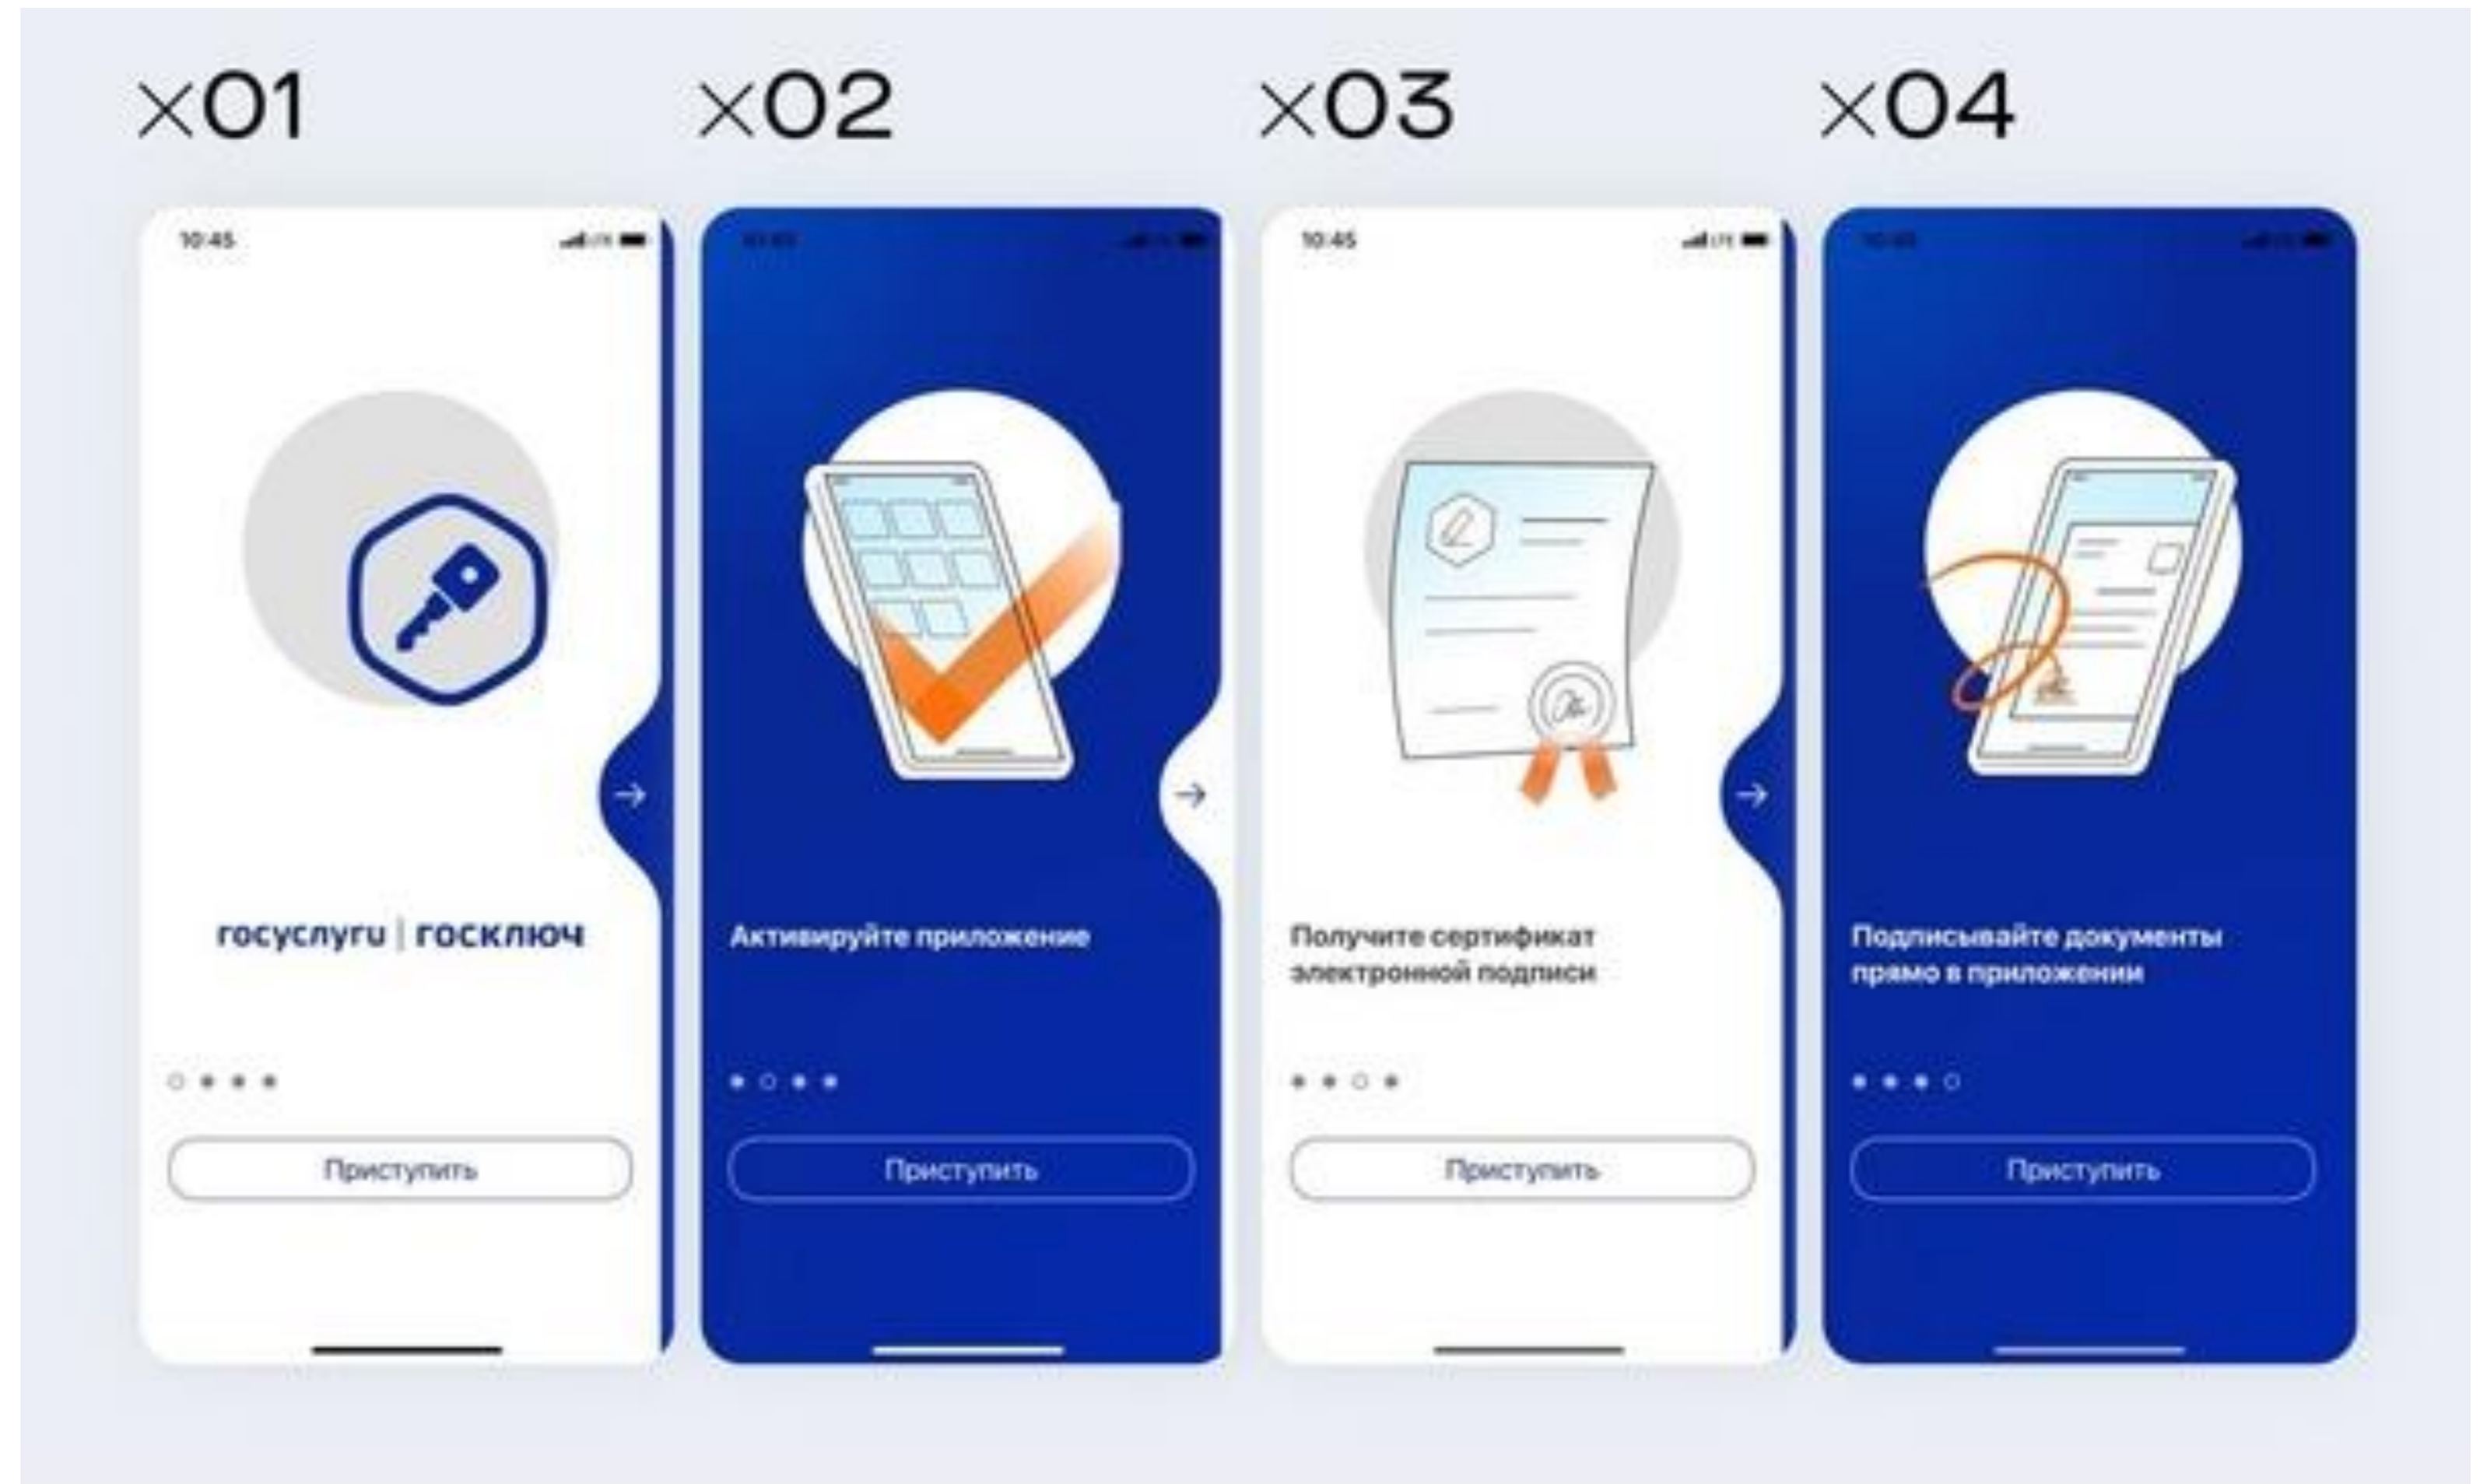 ×01
×02
×03
×04
10:45
10:45
госуслуги | госключ
Активируйте приложение
Получите сертификат
электронной подписи
Подписывайте документы
прямо в приложении
Приступить
Приступить
Приступить
Приступить